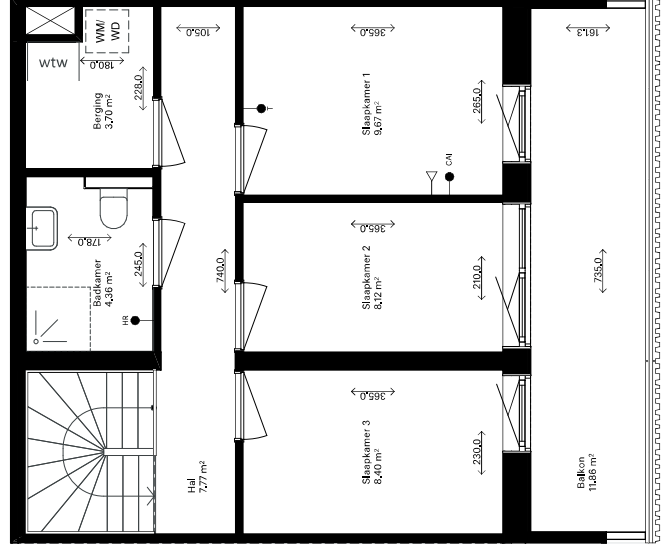 WM/
WD
wtw
180.0
228.0
Berging
3.70 m²
105.0
365.0
Slaapkamer 1
9.67 m²
265.0
161.3
T
CAI
178.0
245.0
Badkamer
4.36 m²
HR
740.0
365.0
Slaapkamer 2
8.12 m²
210.0
735.0
365.0
Slaapkamer 3
8.40 m²
230.0
Hal
7.77 m²
Balkon
11.86 m²